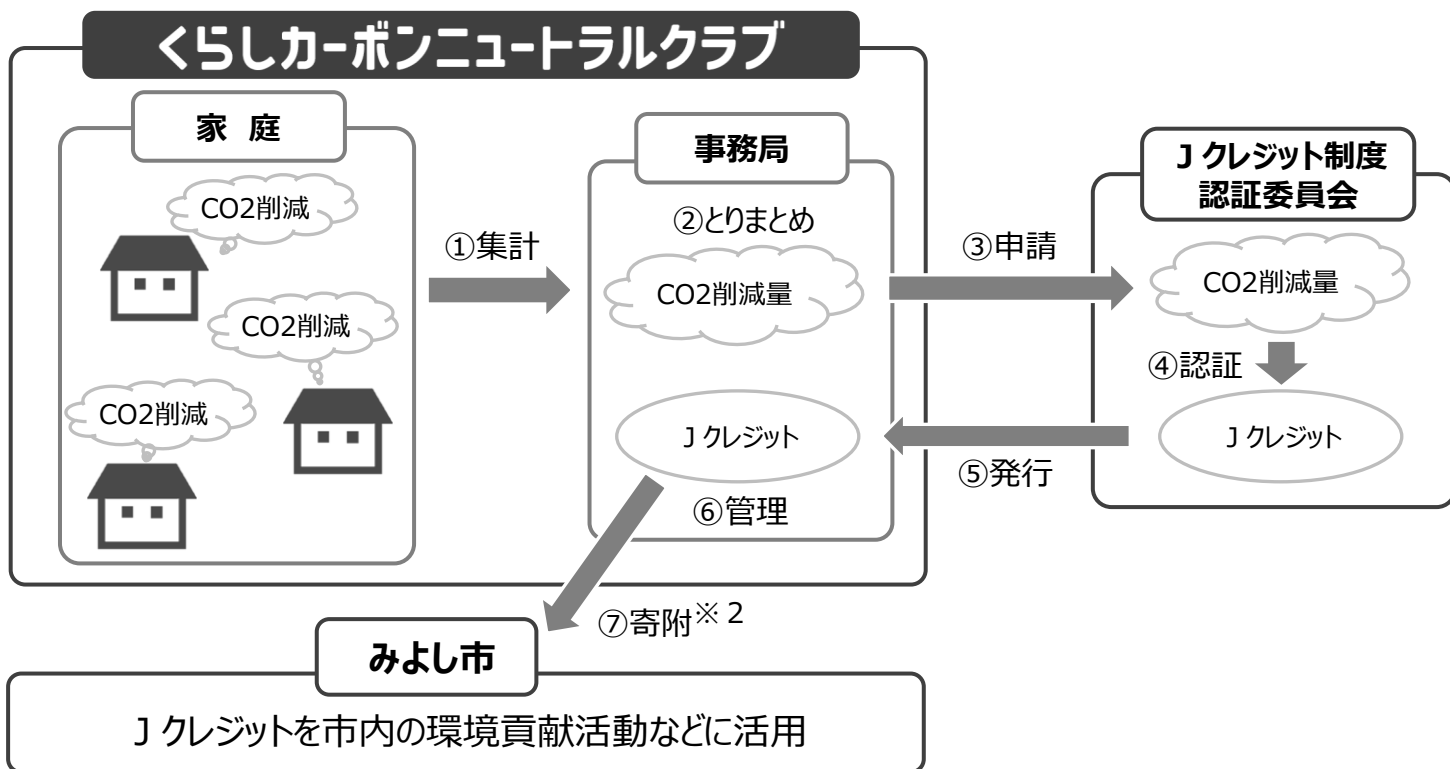 くらしカーボンニュートラルクラブ
家 庭
CO2削減
CO2削減
CO2削減
①集計
事務局
②とりまとめ
CO2削減量
③申請
Jクレジット制度
認証委員会
CO2削減量
④認証
Jクレジット
⑤発行
Jクレジット
⑥管理
⑦寄附※2
みよし市
Jクレジットを市内の環境貢献活動などに活用